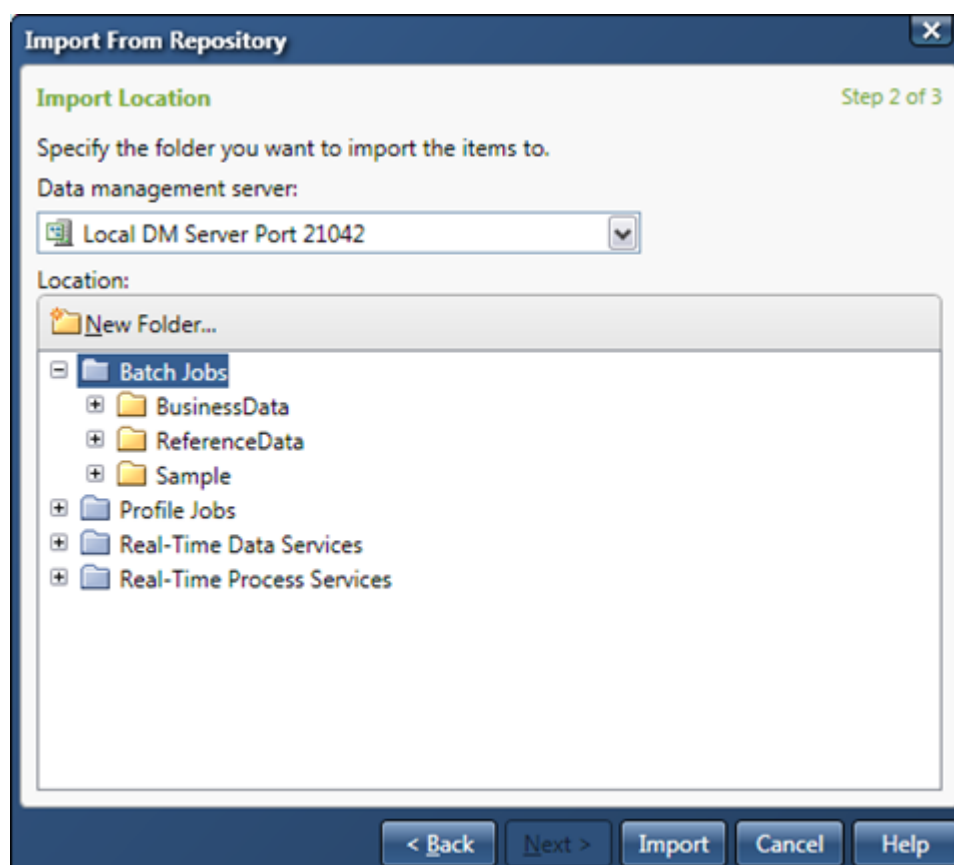 Import From Repository
Import Location
Step 2 of 3
Specify the folder you want to import the items to.
Data management server:
Local DM Server Port 21042
Location:
New Folder...
Batch Jobs
BusinessData
ReferenceData
Sample
Profile Jobs
Real-Time Data Services
Real-Time Process Services
< Back Next > Import Cancel Help